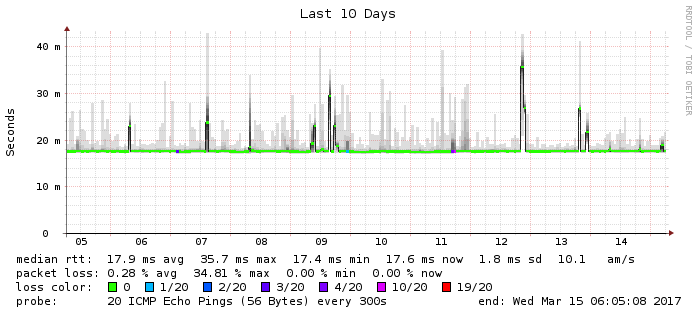 Last 10 Days
RRDTOOL / TOBI OETIKER
Seconds
40 m
30 m
20 m
10 m
0
05 06 07 08 09 10 11 12 13 14
median rtt: 17.9 ms avg 35.7 ms max 17.4 ms min 17.6 ms now 1.8 ms sd 10.1 am/s
packet loss: 0.28 % avg 34.81 % max 0.00 % min 0.00 % now
loss color: 0 1/20 2/20 3/20 4/20 10/20 19/20
probe: 20 ICMP Echo Pings (56 Bytes) every 300s end: Wed Mar 15 06:05:08 2017